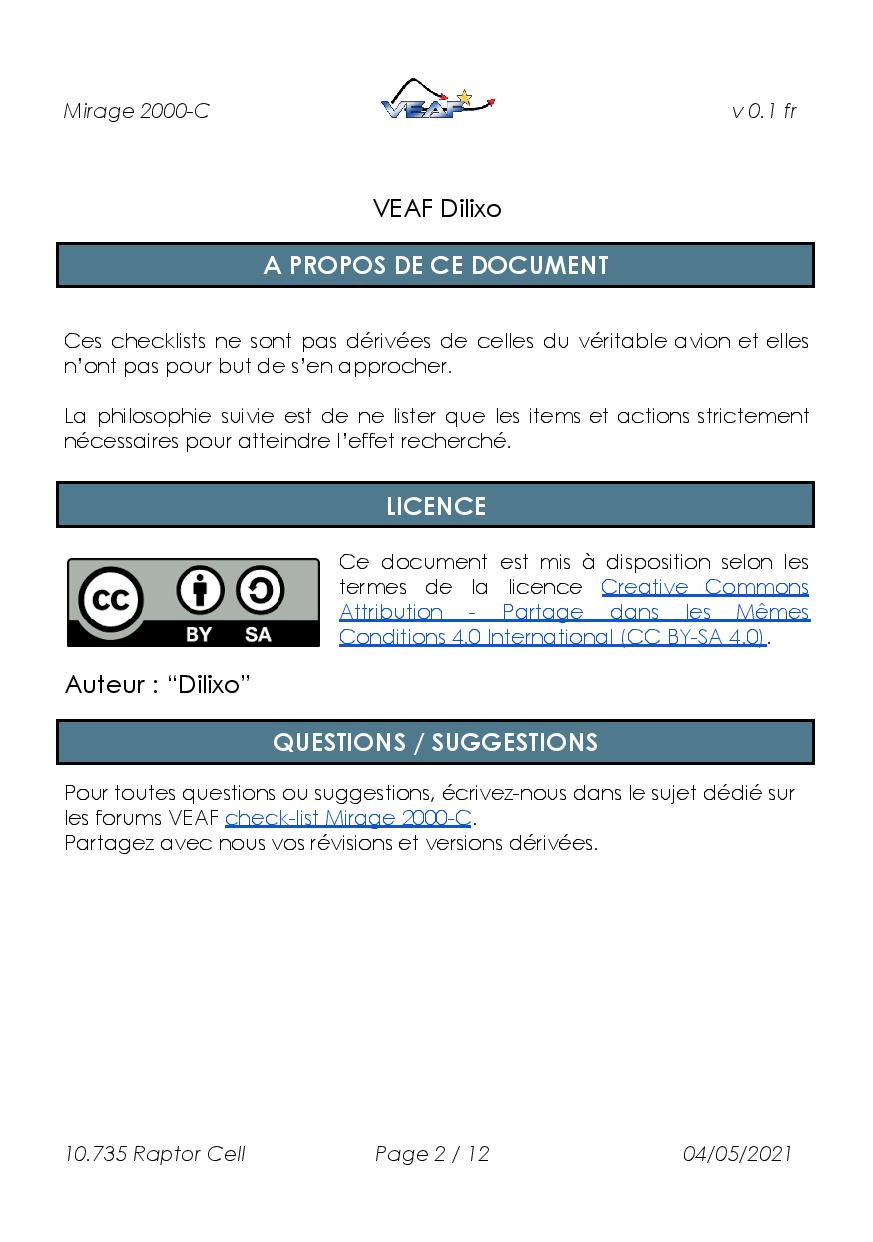 Mirage 2000-C
VEAF
v 0.1 fr
VEAF Dilixo
A PROPOS DE CE DOCUMENT
Ces checklists ne sont pas dérivées de celles du véritable avion et elles
n’ont pas pour but de s’en approcher.
La philosophie suivie est de ne lister que les items et actions strictement
nécessaires pour atteindre l’effet recherché.
LICENCE
cc
BY SA
Ce document est mis à disposition selon les
termes de la licence Creative Commons
Attribution - Partage dans les Mêmes
Conditions 4.0 International (CC BY-SA 4.0).
Auteur : “Dilixo”
QUESTIONS / SUGGESTIONS
Pour toutes questions ou suggestions, écrivez-nous dans le sujet dédié sur
les forums VEAF check-list Mirage 2000-C.
Partagez avec nous vos révisions et versions dérivées.
10.735 Raptor Cell
Page 2 / 12
04/05/2021